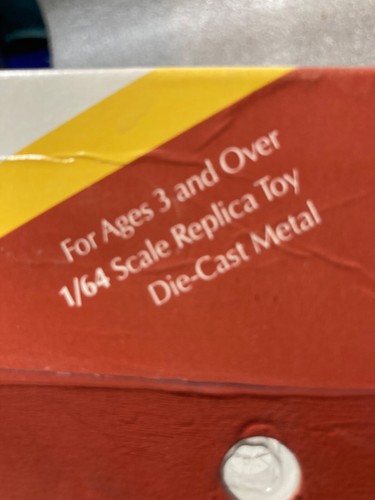 For Ages 3 and Over
1/64 Scale Replica Toy
Die-Cast Metal